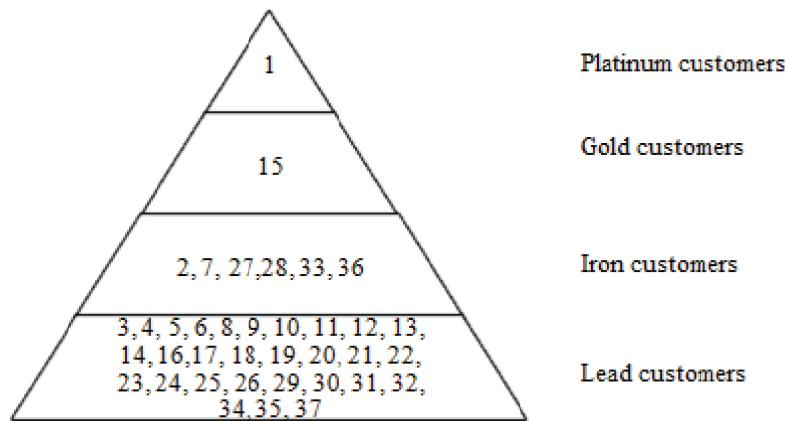 1
Platinum customers
15
Gold customers
2, 7, 27,28, 33, 36
Iron customers
3, 4, 5, 6, 8, 9, 10, 11, 12, 13,
14, 16,17, 18, 19, 20, 21, 22,
23, 24, 25, 26, 29, 30, 31, 32,
34, 35, 37
Lead customers